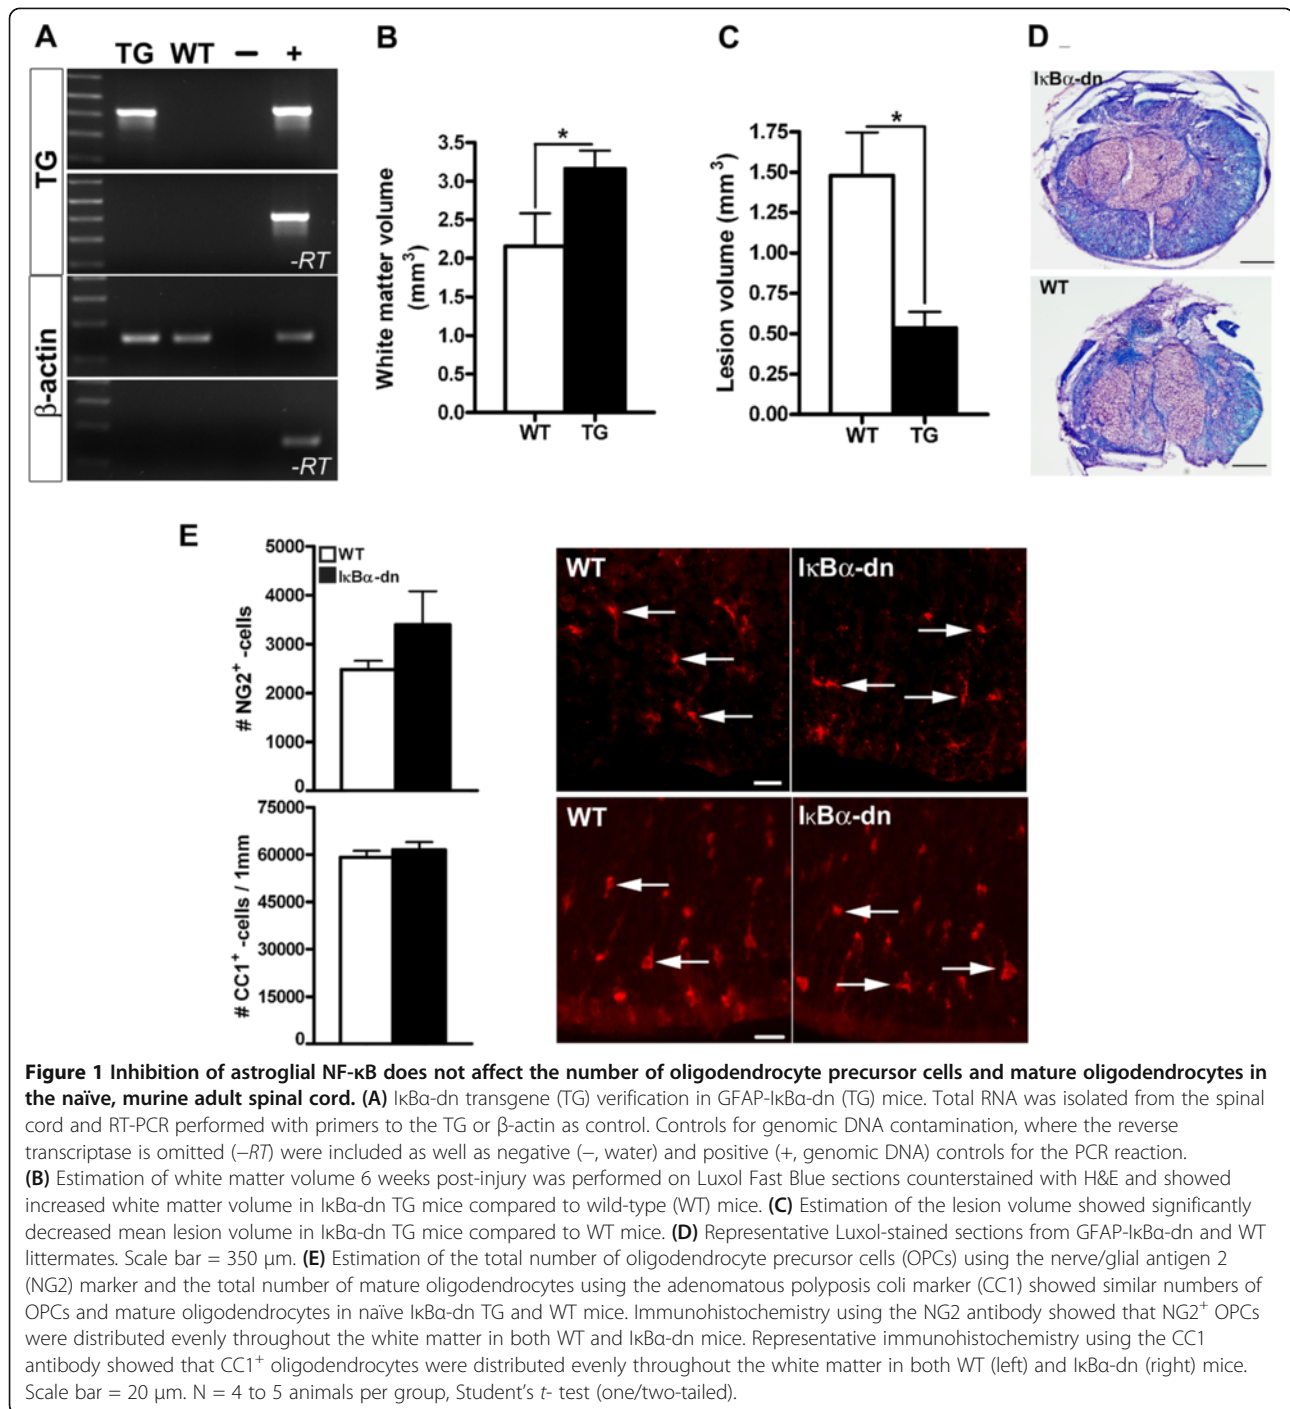 A
TG WT – +
TG
-RT
β-actin
-RT
B
White matter volume
(mm³)
3.5
3.0
2.5
2.0
1.5
1.0
0.5
0.0
*
WT TG
C
Lesion volume (mm³)
1.75
1.50
1.25
1.00
0.75
0.50
0.25
0.00
*
WT TG
D
IκBα-dn
WT
E
# NG2⁺ -cells
5000
4000
3000
2000
1000
0
WT
IκBα-dn
# CC1⁺ -cells / 1mm
75000
60000
45000
30000
15000
0
WT
IκBα-dn
WT
IκBα-dn
Figure 1 Inhibition of astroglial NF-κB does not affect the number of oligodendrocyte precursor cells and mature oligodendrocytes in
the naïve, murine adult spinal cord. (A) IκBα-dn transgene (TG) verification in GFAP-IκBα-dn (TG) mice. Total RNA was isolated from the spinal
cord and RT-PCR performed with primers to the TG or β-actin as control. Controls for genomic DNA contamination, where the reverse
transcriptase is omitted (–RT) were included as well as negative (–, water) and positive (+, genomic DNA) controls for the PCR reaction.
(B) Estimation of white matter volume 6 weeks post-injury was performed on Luxol Fast Blue sections counterstained with H&E and showed
increased white matter volume in IκBα-dn TG mice compared to wild-type (WT) mice. (C) Estimation of the lesion volume showed significantly
decreased mean lesion volume in IκBα-dn TG mice compared to WT mice. (D) Representative Luxol-stained sections from GFAP-IκBα-dn and WT
littermates. Scale bar = 350 μm. (E) Estimation of the total number of oligodendrocyte precursor cells (OPCs) using the nerve/glial antigen 2
(NG2) marker and the total number of mature oligodendrocytes using the adenomatous polyposis coli marker (CC1) showed similar numbers of
OPCs and mature oligodendrocytes in naïve IκBα-dn TG and WT mice. Immunohistochemistry using the NG2 antibody showed that NG2⁺ OPCs
were distributed evenly throughout the white matter in both WT and IκBα-dn mice. Representative immunohistochemistry using the CC1
antibody showed that CC1⁺ oligodendrocytes were distributed evenly throughout the white matter in both WT (left) and IκBα-dn (right) mice.
Scale bar = 20 μm. N = 4 to 5 animals per group, Student's t- test (one/two-tailed).